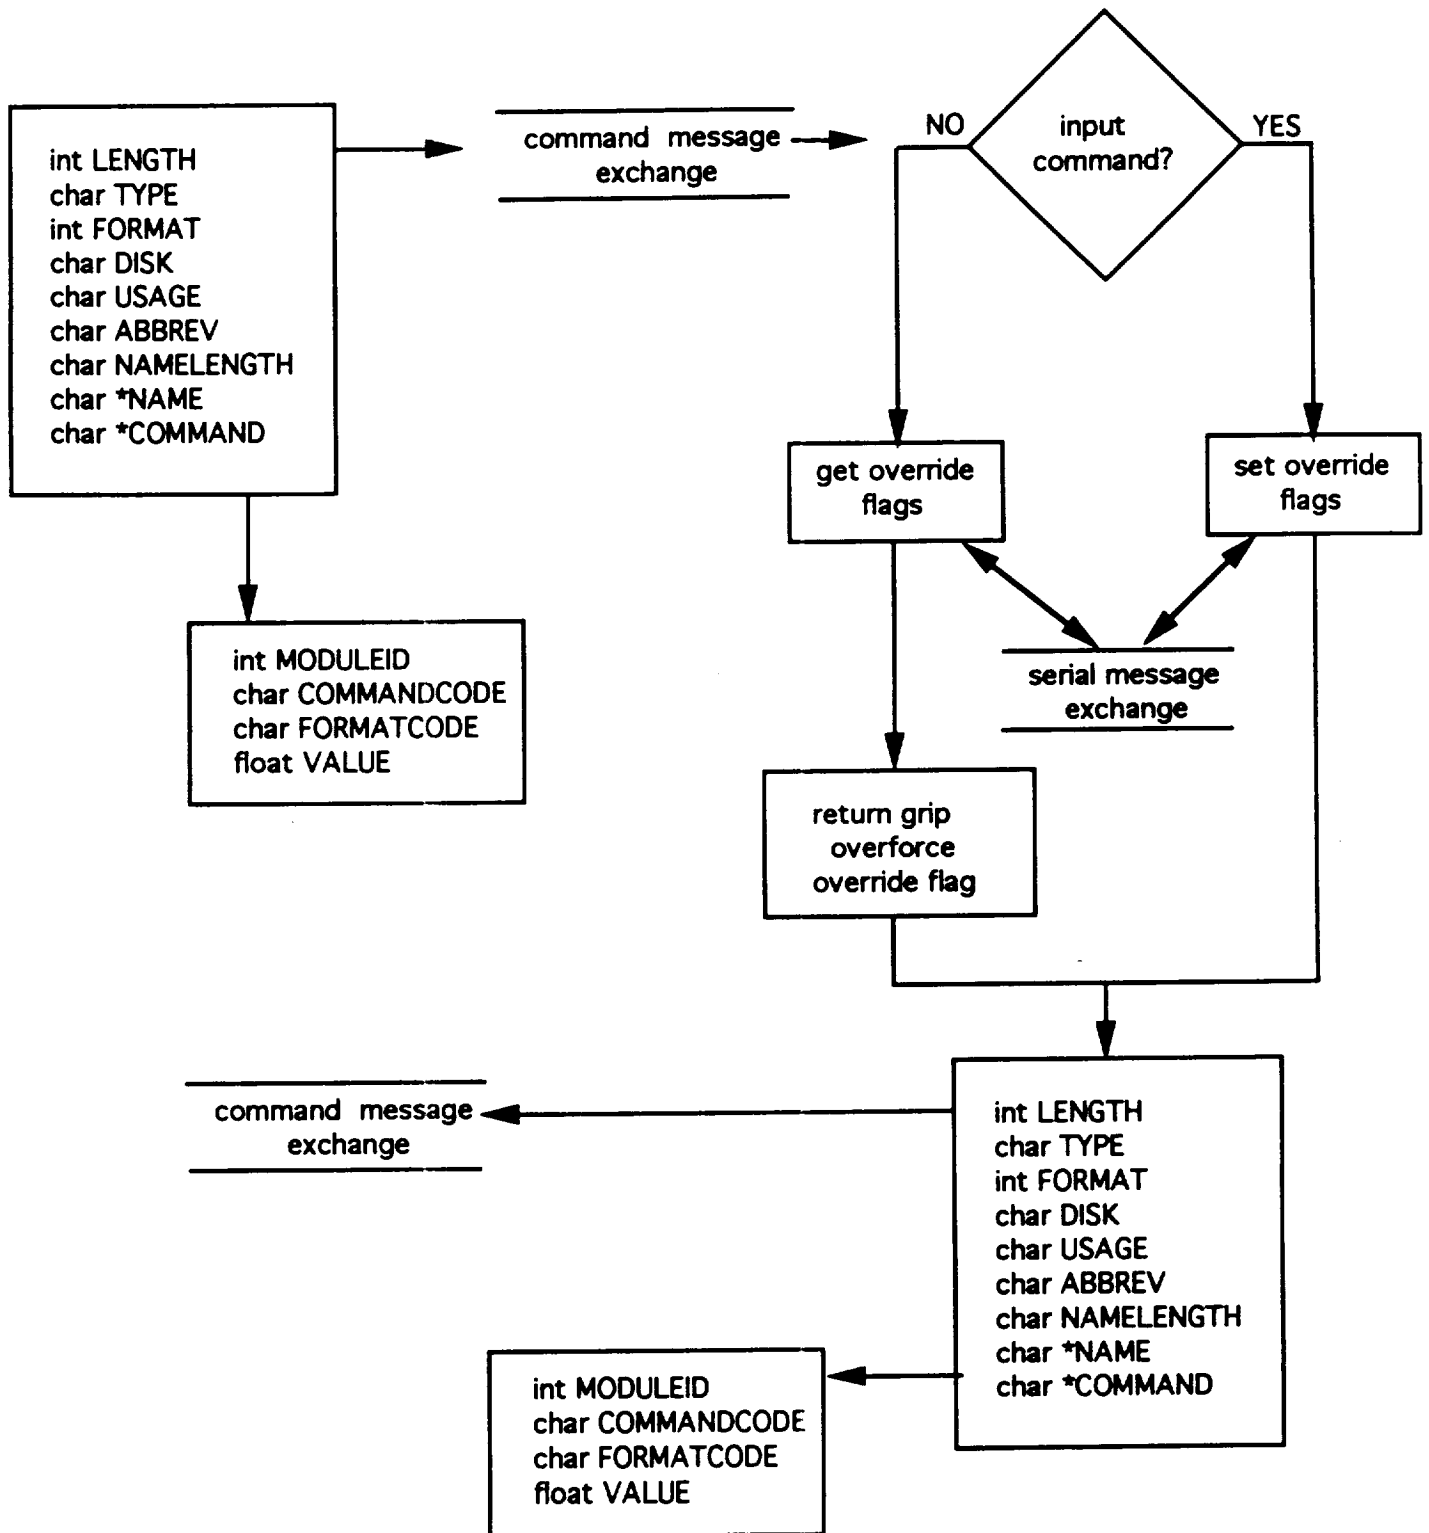 int LENGTH
char TYPE
int FORMAT
char DISK
char USAGE
char ABBREV
char NAMELENGTH
char *NAME
char *COMMAND
command message
exchange
NO
input
command?
YES
get override
flags
set override
flags
int MODULEID
char COMMANDCODE
char FORMATCODE
float VALUE
serial message
exchange
return grip
overforce
override flag
command message
exchange
int LENGTH
char TYPE
int FORMAT
char DISK
char USAGE
char ABBREV
char NAMELENGTH
char *NAME
char *COMMAND
int MODULEID
char COMMANDCODE
char FORMATCODE
float VALUE